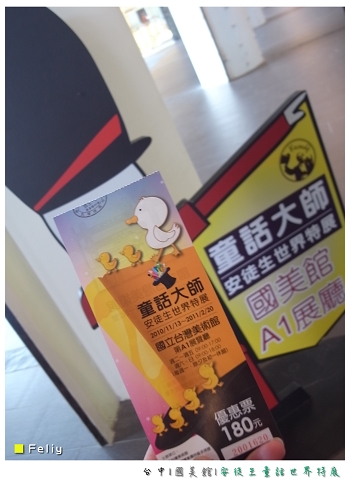 童話大師
安徒生世界特展
國美館
A1展廳
童話大師
安徒生世界特展
2010/11/13~2011/2/20
國立台灣美術館
第A1展覽廳
優惠票
180元
2001620
Feliy
台中|國美館|安徒生童話世界特展